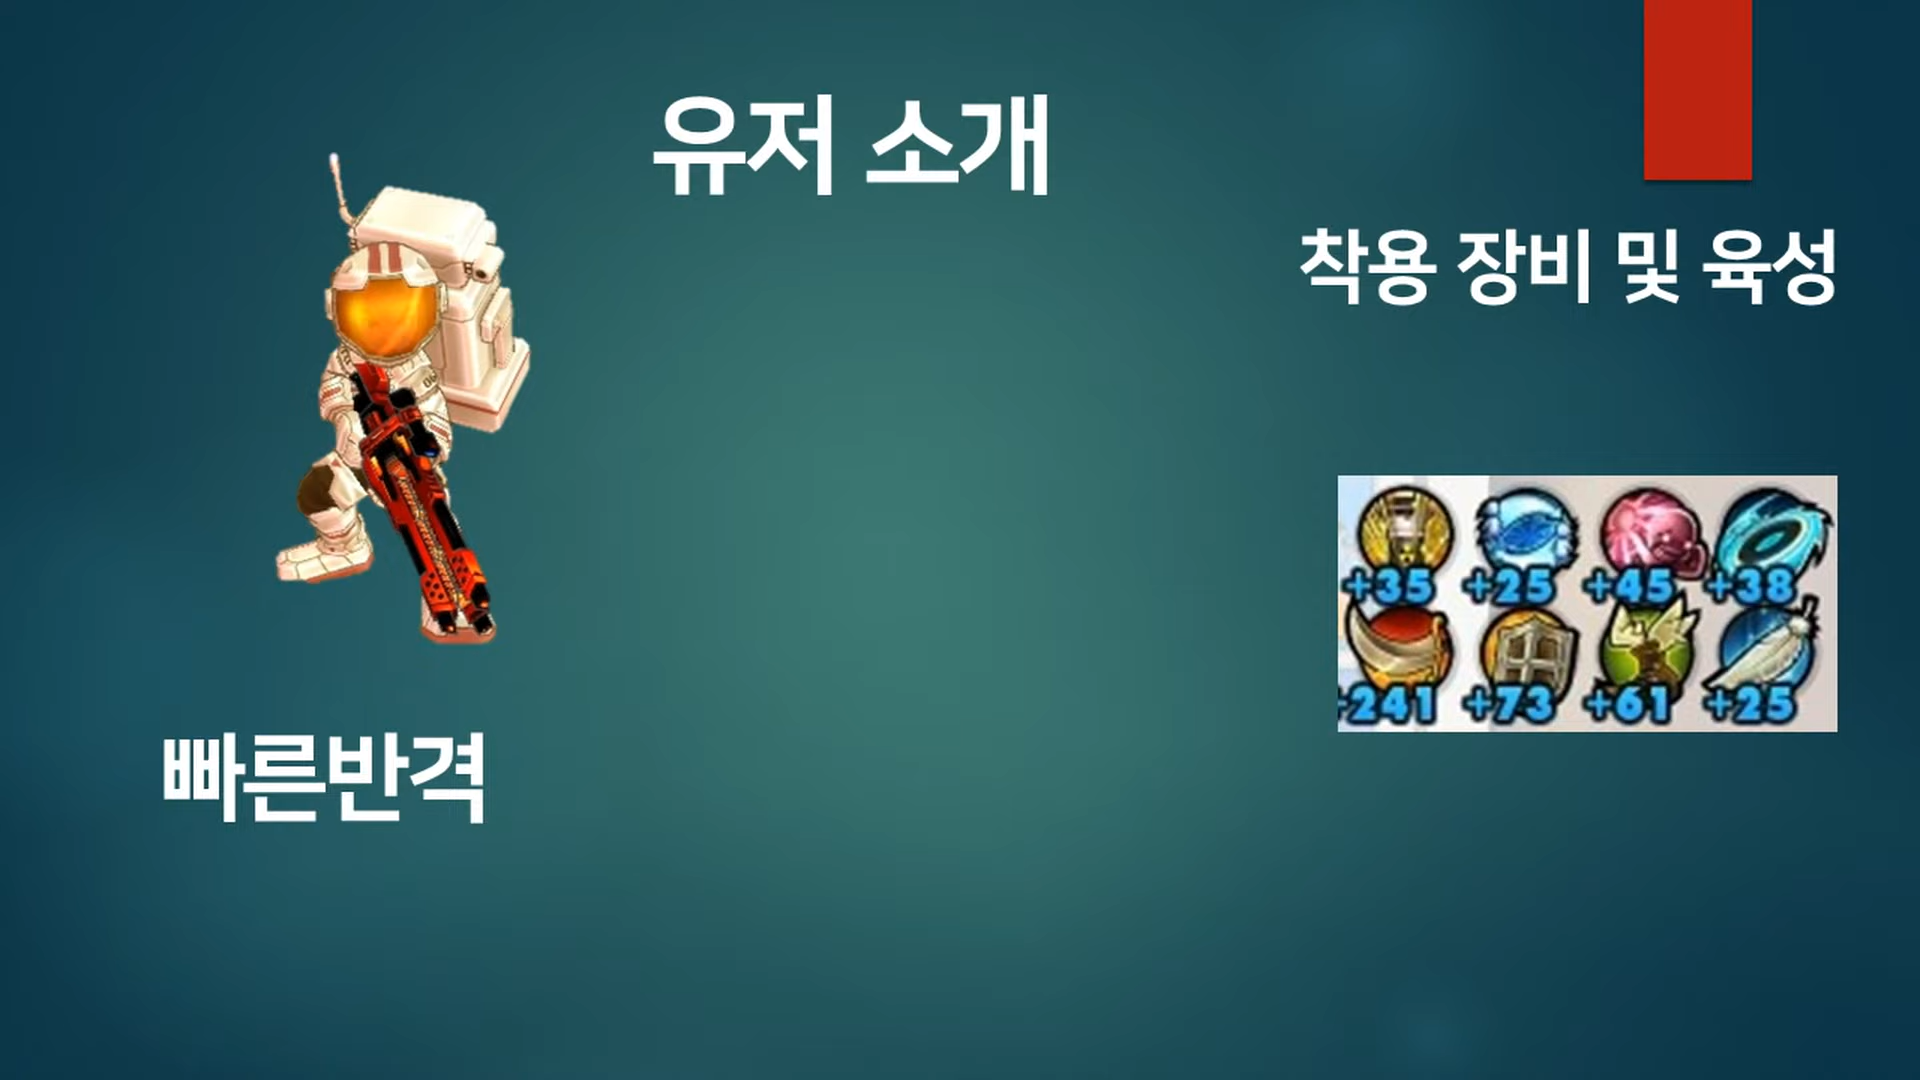 유저 소개
착용 장비 및 육성
+35 +25 +45 +38
+241 +73 +61 +25
빠른반격